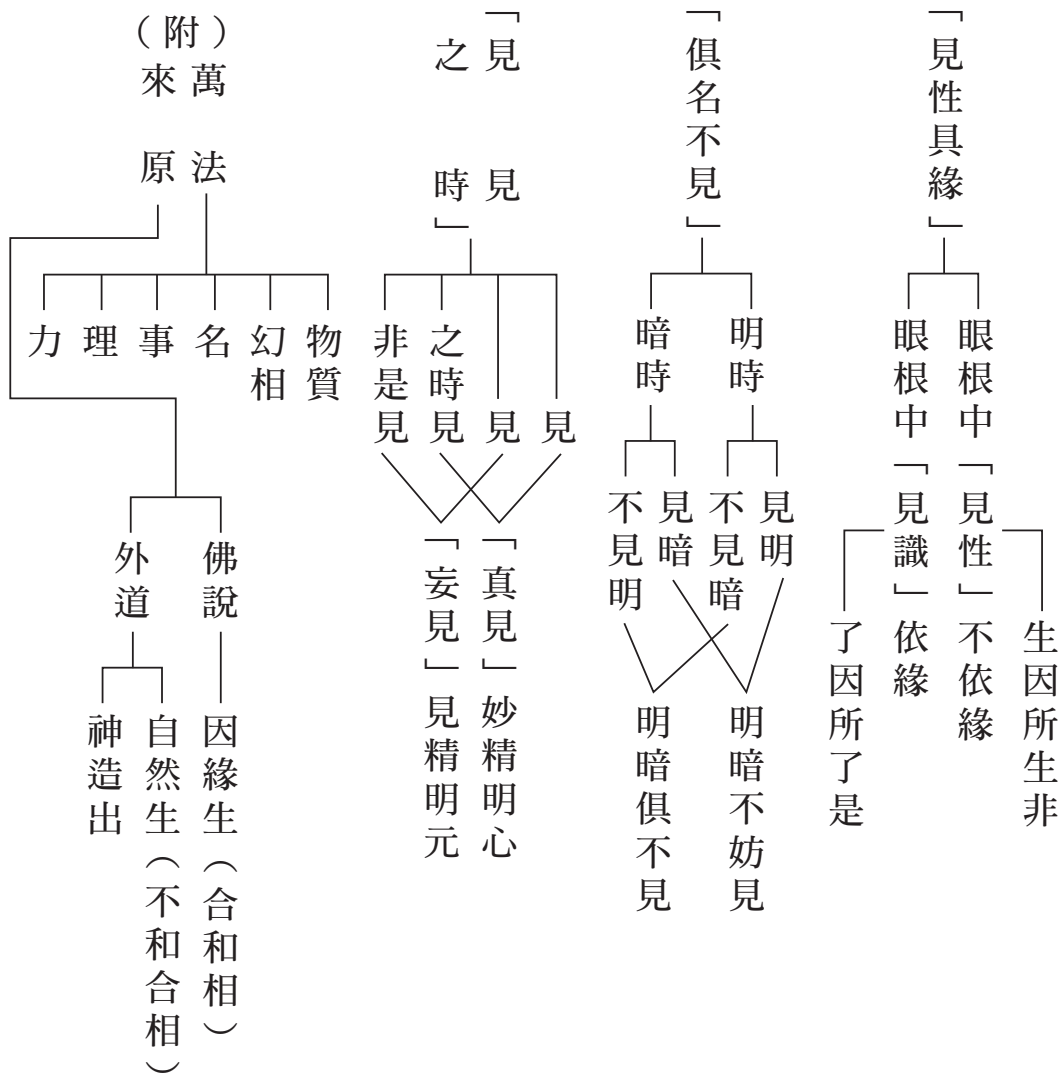 「見性具緣」
眼根中「見性」不依緣
生因所生非
眼根中「見識」依緣
了因所了是
「俱名不見」
明時
見明
不見暗
暗時
見暗
不見明
明暗不妨見
明暗俱不見
「見見
之時」
見
見
之時見
非是見
「真見」妙精明心
「妄見」見精明元
（附）
萬法
來原
物質
幻相
名
事
理
力
佛說
因緣生（合和相）
外道
自然生（不和合相）
神造出